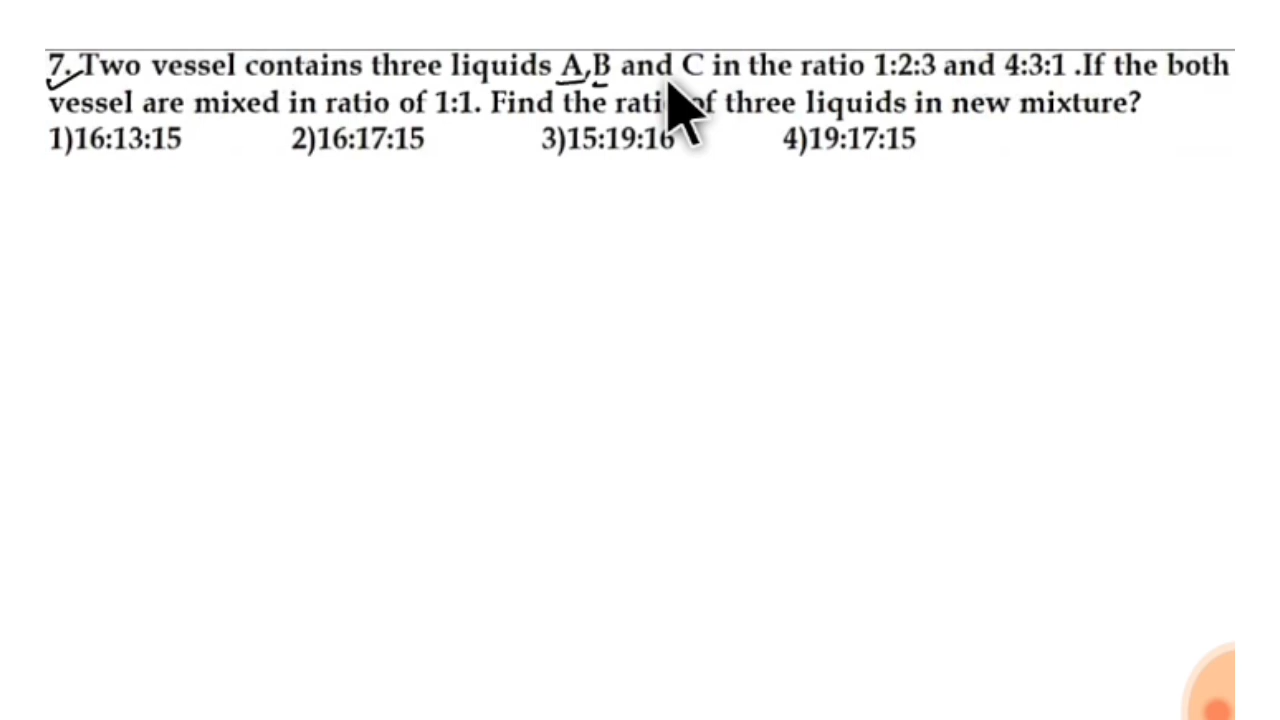 7. Two vessel contains three liquids A,B and C in the ratio 1:2:3 and 4:3:1 .If the both
vessel are mixed in ratio of 1:1. Find the ratio of three liquids in new mixture?
1)16:13:15 2)16:17:15 3)15:19:16 4)19:17:15